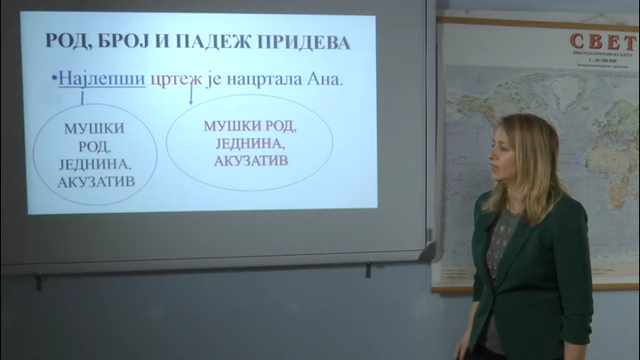 РОД, БРОЈ И ПАДЕЖ ПРИДЕВА
•Најлепши цртеж је нацртала Ана.
МУШКИ
РОД,
ЈЕДНИНА,
АКУЗАТИВ
МУШКИ РОД,
ЈЕДНИНА,
АКУЗАТИВ
СВЕТ